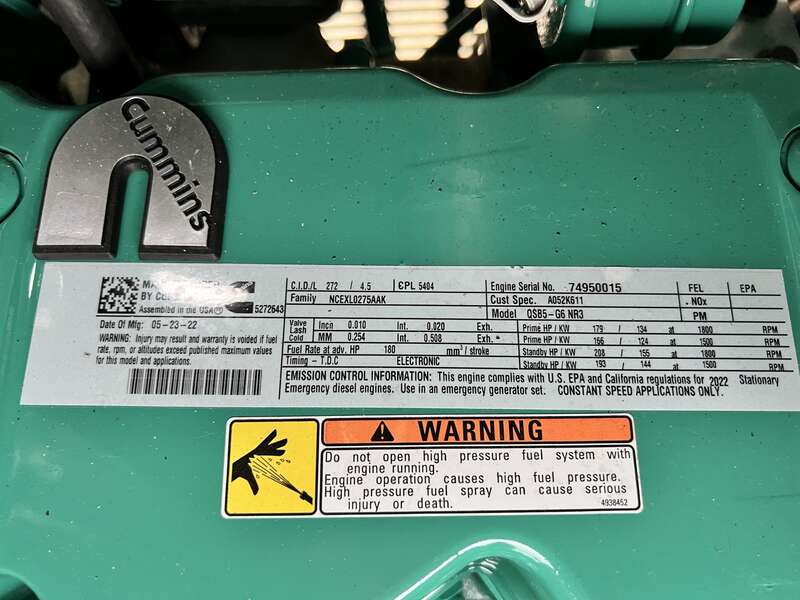 Cummins
C.I.D./L 272 / 4.5 CPL 5404 Engine Serial No. 74950015 FEL EPA
Family NCEXL0275AAK Cust Spec. A052K611 NOx
Model QSB5-G6 NR3 PM
BY
Assembled in the USA 5272643
Date Of Mfg: 05-23-22
WARNING: Injury may result and warranty is voided if fuel
rate, rpm, or altitudes exceed published maximum values
for this model and applications.
Valve Lash Cold Inch 0.010 Int. 0.020 Exh.
MM 0.254 Int. 0.508 Exh.
Fuel Rate at adv. HP 180 mm³/stroke
Timing - T.D.C ELECTRONIC
Prime HP / KW 179 / 134 at 1800 RPM
Prime HP / KW 166 / 124 at 1500 RPM
Standby HP / KW 208 / 155 at 1800 RPM
Standby HP / KW 193 / 144 at 1500 RPM
EMISSION CONTROL INFORMATION: This engine complies with U.S. EPA and California regulations for 2022 Stationary
Emergency diesel engines. Use in an emergency generator set. CONSTANT SPEED APPLICATIONS ONLY.
WARNING
Do not open high pressure fuel system with
engine running.
Engine operation causes high fuel pressure.
High pressure fuel spray can cause serious
injury or death.
4938452